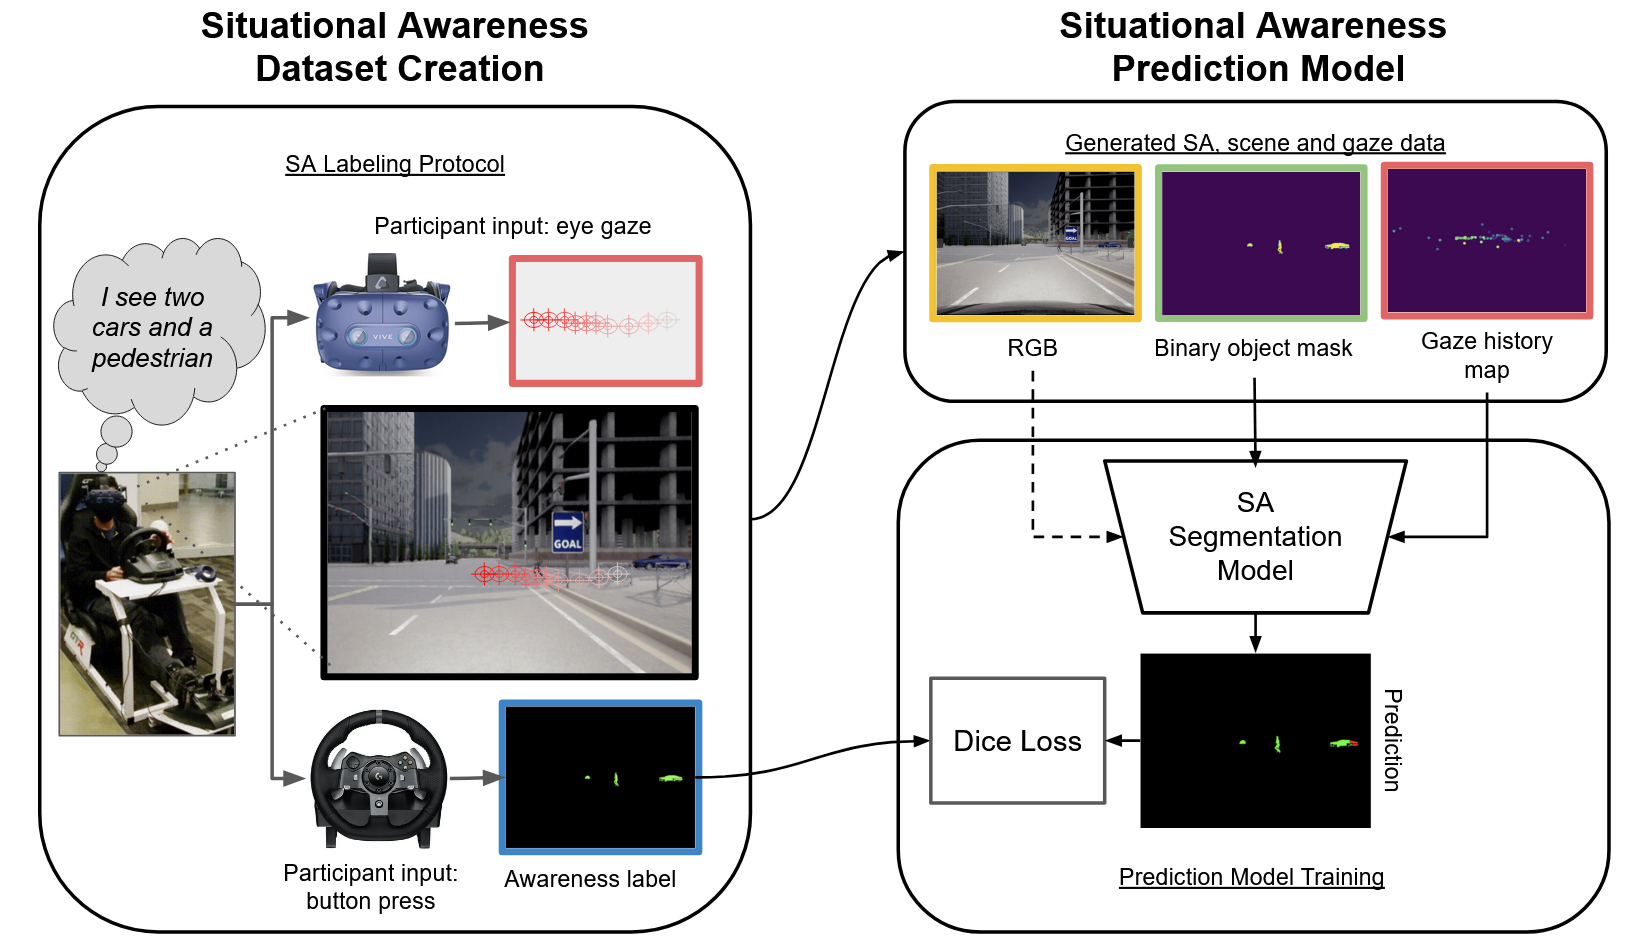 Situational Awareness
Dataset Creation
SA Labeling Protocol
Participant input: eye gaze
I see two
cars and a
pedestrian
VIVE
GOAL
GTR
G
Participant input:
button press
Awareness label
Situational Awareness
Prediction Model
Generated SA, scene and gaze data
GOAL
RGB
Binary object mask
Gaze history
map
SA
Segmentation
Model
Dice Loss
Prediction
Prediction Model Training